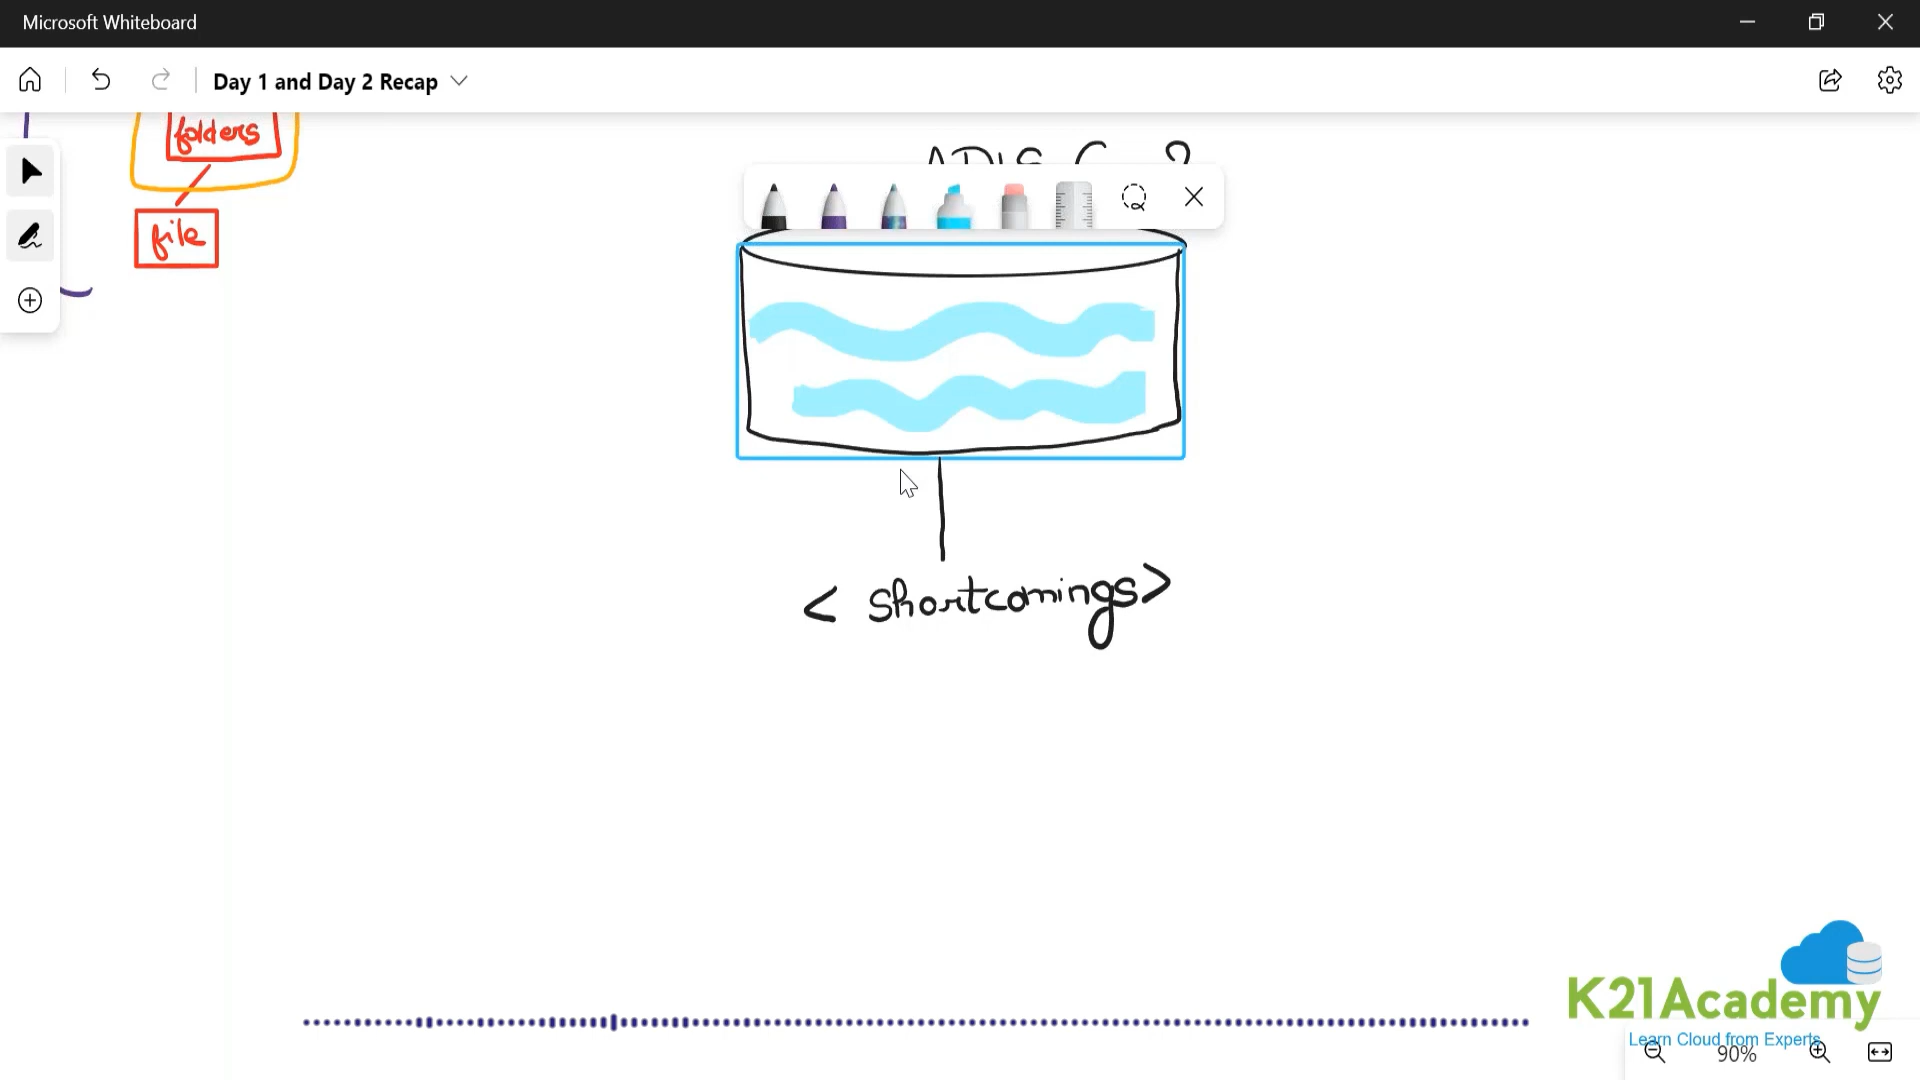 Microsoft Whiteboard
Day 1 and Day 2 Recap
folders
file
< shortcomings>
K21Academy
Learn Cloud from Experts
90%